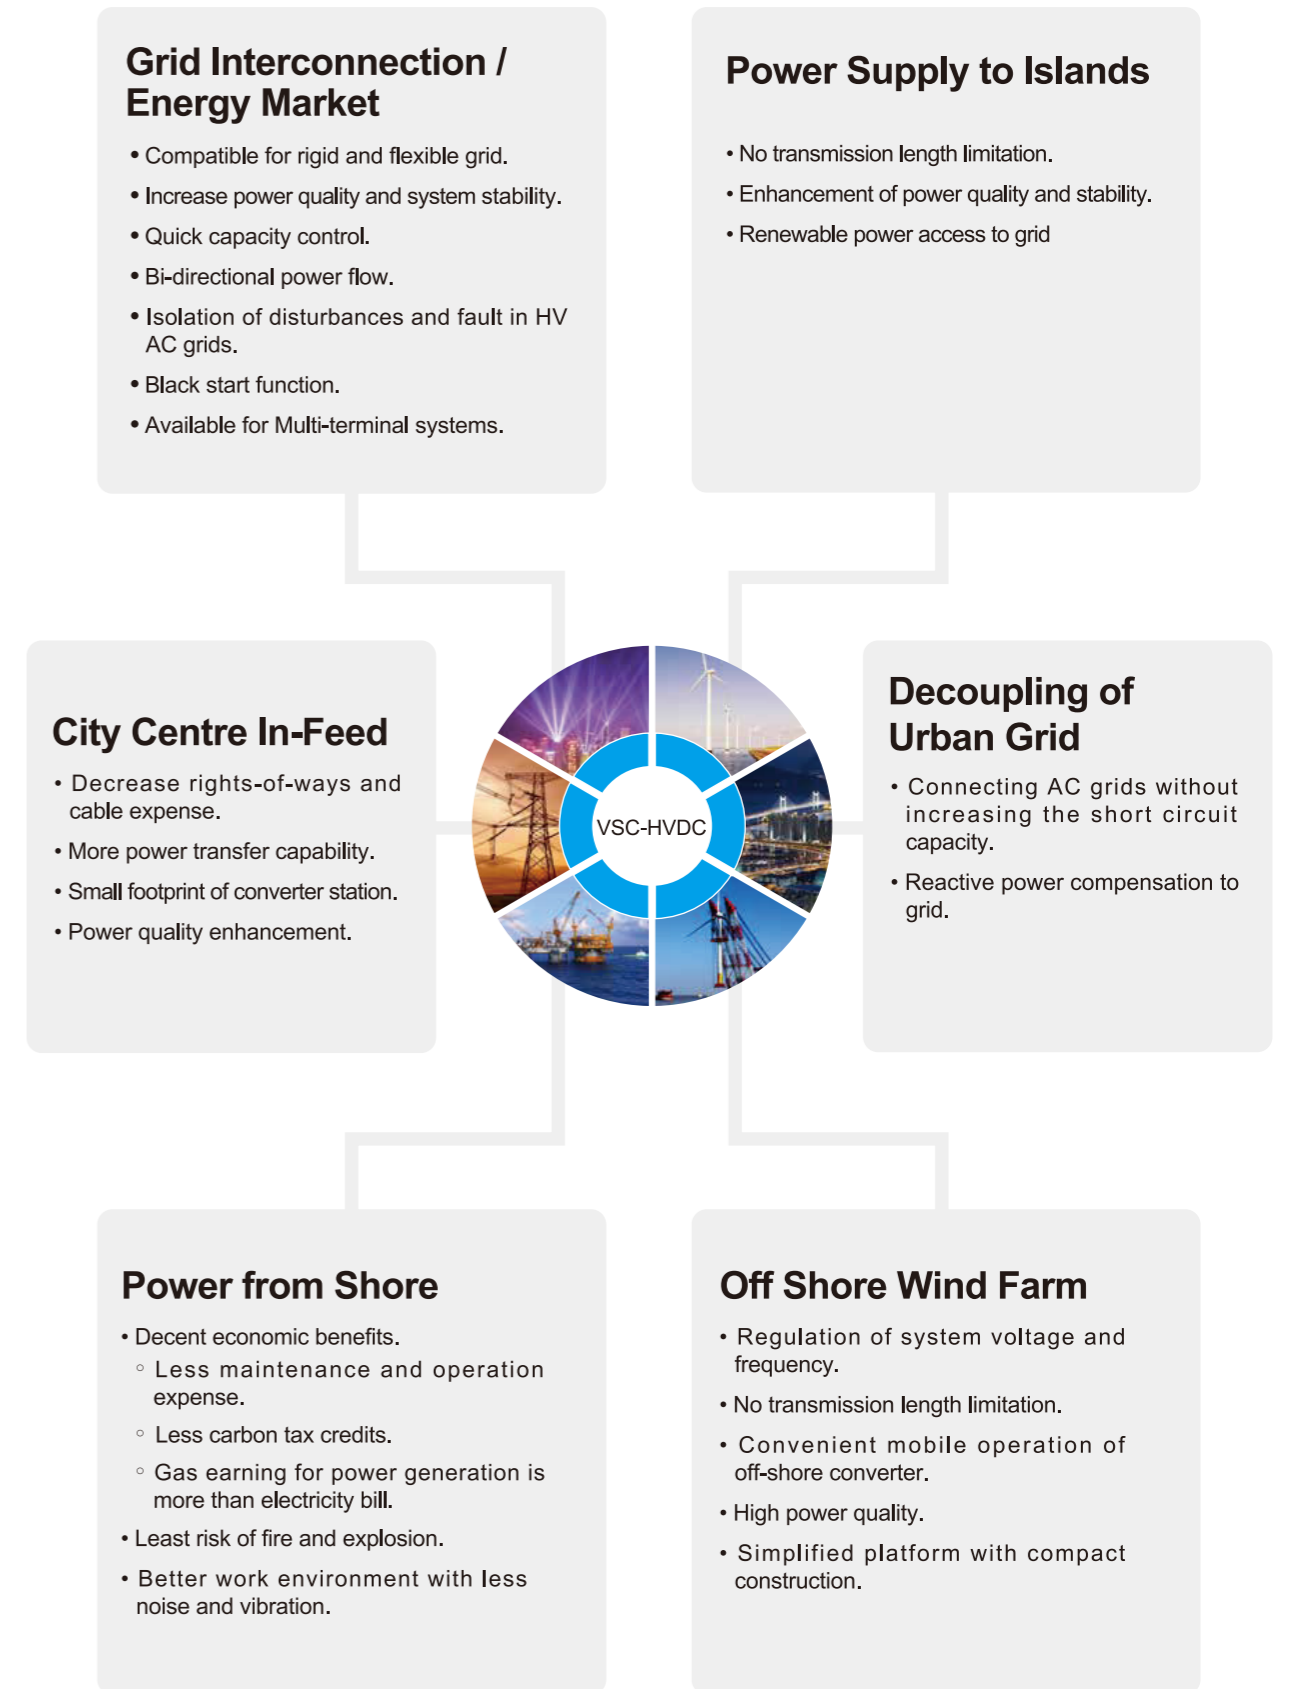 Grid Interconnection /
Energy Market
• Compatible for rigid and flexible grid.
• Increase power quality and system stability.
• Quick capacity control.
• Bi-directional power flow.
• Isolation of disturbances and fault in HV
AC grids.
• Black start function.
• Available for Multi-terminal systems.
Power Supply to Islands
• No transmission length limitation.
• Enhancement of power quality and stability.
• Renewable power access to grid
City Centre In-Feed
• Decrease rights-of-ways and
cable expense.
• More power transfer capability.
• Small footprint of converter station.
• Power quality enhancement.
VSC-HVDC
Decoupling of
Urban Grid
• Connecting AC grids without
increasing the short circuit
capacity.
• Reactive power compensation to
grid.
Power from Shore
• Decent economic benefits.
○ Less maintenance and operation
expense.
○ Less carbon tax credits.
○ Gas earning for power generation is
more than electricity bill.
• Least risk of fire and explosion.
• Better work environment with less
noise and vibration.
Off Shore Wind Farm
• Regulation of system voltage and
frequency.
• No transmission length limitation.
• Convenient mobile operation of
off-shore converter.
• High power quality.
• Simplified platform with compact
construction.